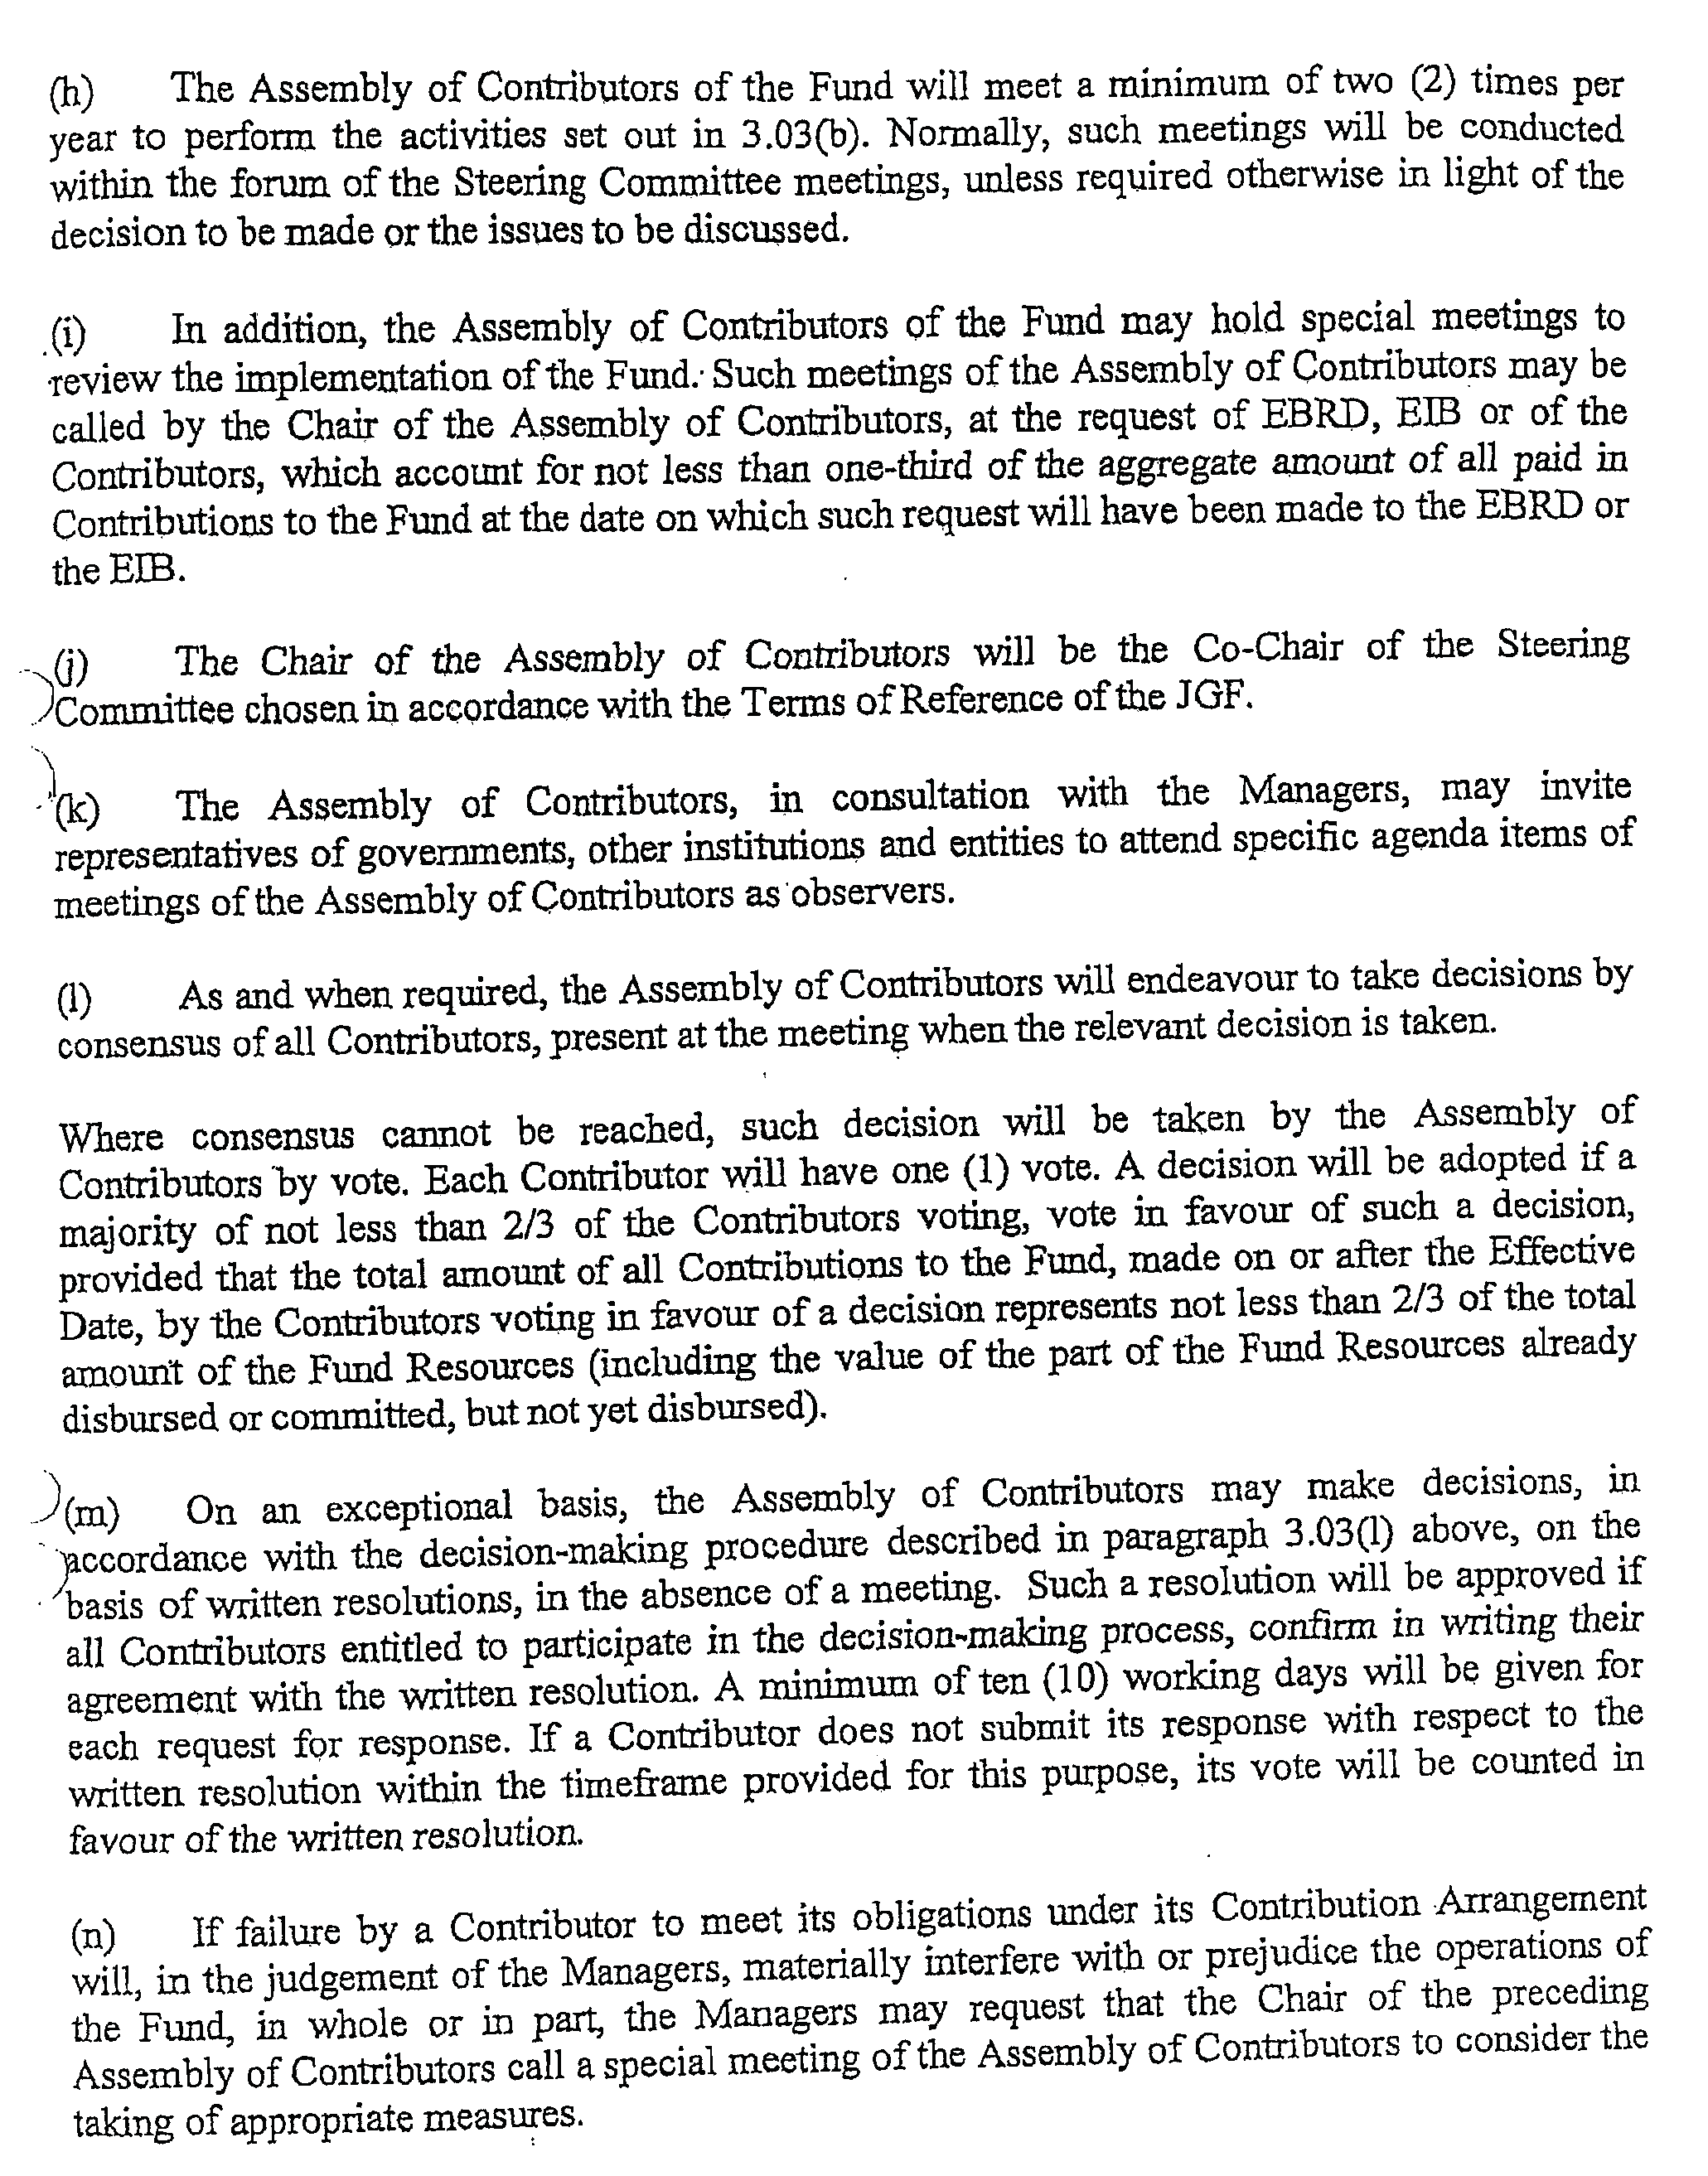 (h) The Assembly of Contributors of the Fund will meet a minimum of two (2) times per
year to perform the activities set out in 3.03(b). Normally, such meetings will be conducted
within the forum of the Steering Committee meetings, unless required otherwise in light of the
decision to be made or the issues to be discussed.
(i) In addition, the Assembly of Contributors of the Fund may hold special meetings to
review the implementation of the Fund. Such meetings of the Assembly of Contributors may be
called by the Chair of the Assembly of Contributors, at the request of EBRD, EIB or of the
Contributors, which account for not less than one-third of the aggregate amount of all paid in
Contributions to the Fund at the date on which such request will have been made to the EBRD or
the EIB.
(j) The Chair of the Assembly of Contributors will be the Co-Chair of the Steering
Committee chosen in accordance with the Terms of Reference of the JGF.
(k) The Assembly of Contributors, in consultation with the Managers, may invite
representatives of governments, other institutions and entities to attend specific agenda items of
meetings of the Assembly of Contributors as observers.
(l) As and when required, the Assembly of Contributors will endeavour to take decisions by
consensus of all Contributors, present at the meeting when the relevant decision is taken.
Where consensus cannot be reached, such decision will be taken by the Assembly of
Contributors by vote. Each Contributor will have one (1) vote. A decision will be adopted if a
majority of not less than 2/3 of the Contributors voting, vote in favour of such a decision,
provided that the total amount of all Contributions to the Fund, made on or after the Effective
Date, by the Contributors voting in favour of a decision represents not less than 2/3 of the total
amount of the Fund Resources (including the value of the part of the Fund Resources already
disbursed or committed, but not yet disbursed).
(m) On an exceptional basis, the Assembly of Contributors may make decisions, in
accordance with the decision-making procedure described in paragraph 3.03(l) above, on the
basis of written resolutions, in the absence of a meeting. Such a resolution will be approved if
all Contributors entitled to participate in the decision-making process, confirm in writing their
agreement with the written resolution. A minimum of ten (10) working days will be given for
each request for response. If a Contributor does not submit its response with respect to the
written resolution within the timeframe provided for this purpose, its vote will be counted in
favour of the written resolution.
(n) If failure by a Contributor to meet its obligations under its Contribution Arrangement
will, in the judgement of the Managers, materially interfere with or prejudice the operations of
the Fund, in whole or in part, the Managers may request that the Chair of the preceding
Assembly of Contributors call a special meeting of the Assembly of Contributors to consider the
taking of appropriate measures.